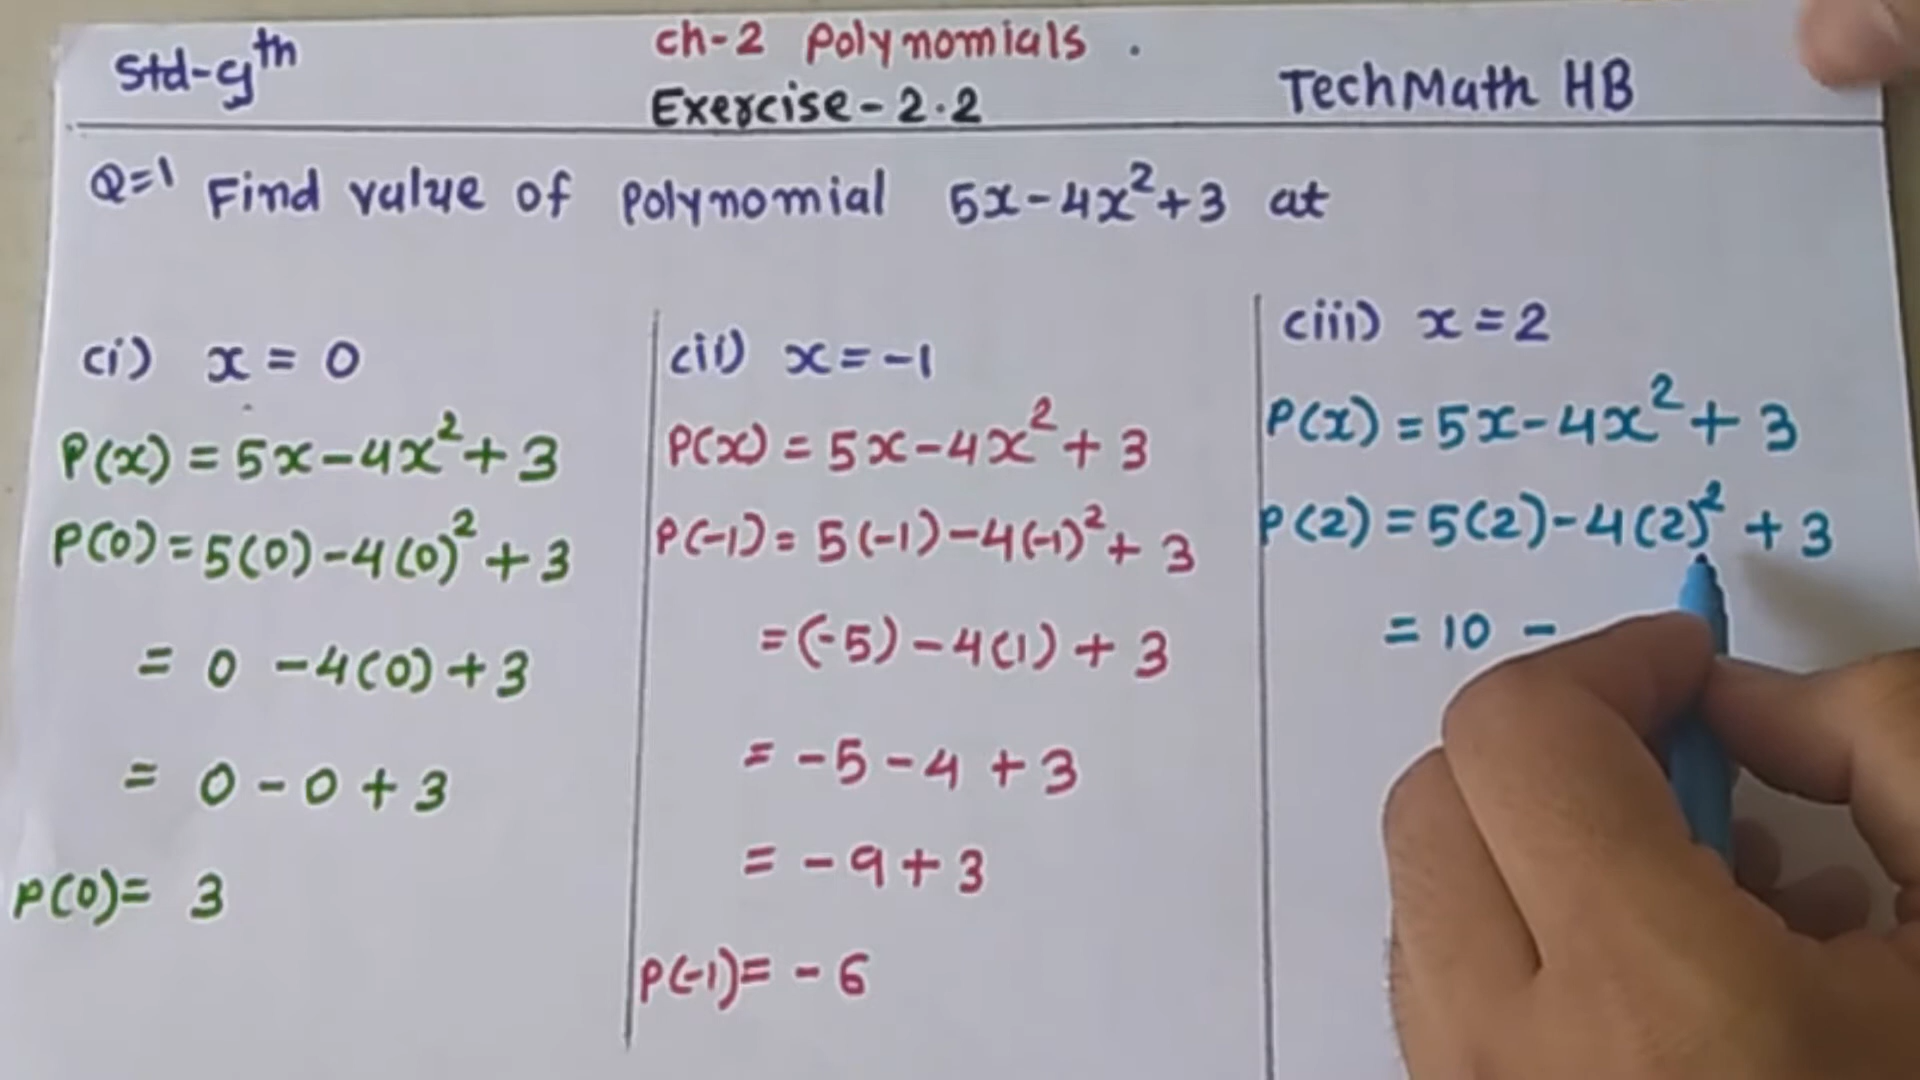 Std-9th
ch-2 Polynomials .
Exercise-2.2
TechMath HB
Q=1 Find value of Polynomial 5x-4x²+3 at
(i) x = 0
P(x) = 5x-4x²+3
P(0) = 5(0)-4(0)²+3
= 0 -4(0)+3
= 0 - 0 + 3
P(0)= 3
(ii) x = -1
P(x) = 5x-4x²+3
P(-1) = 5(-1)-4(-1)²+3
= (-5)-4(1)+3
= -5-4+3
= -9+3
P(-1)= -6
(iii) x = 2
P(x) = 5x-4x²+3
P(2) = 5(2)-4(2)²+3
= 10 -